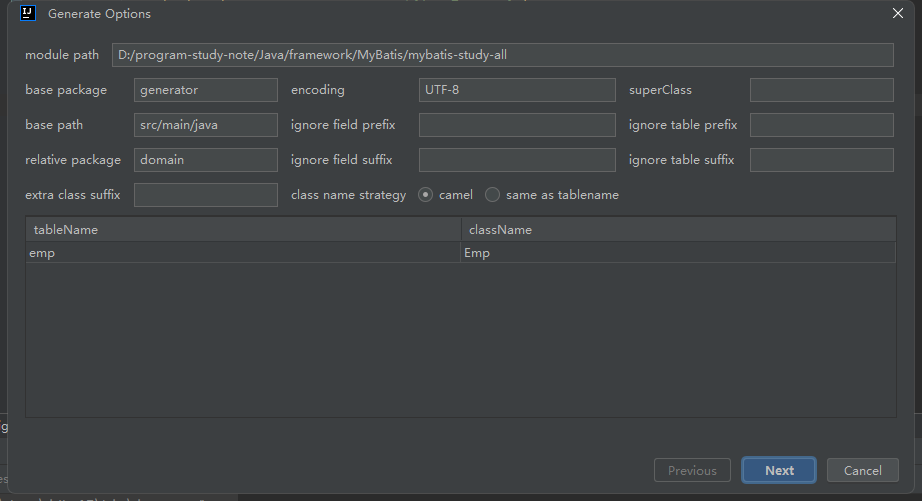 IJ Generate Options
module path D:/program-study-note/Java/framework/MyBatis/mybatis-study-all
base package generator encoding UTF-8 superClass
base path src/main/java ignore field prefix ignore table prefix
relative package domain ignore field suffix ignore table suffix
extra class suffix class name strategy camel same as tablename
tableName className
emp Emp
Previous Next Cancel